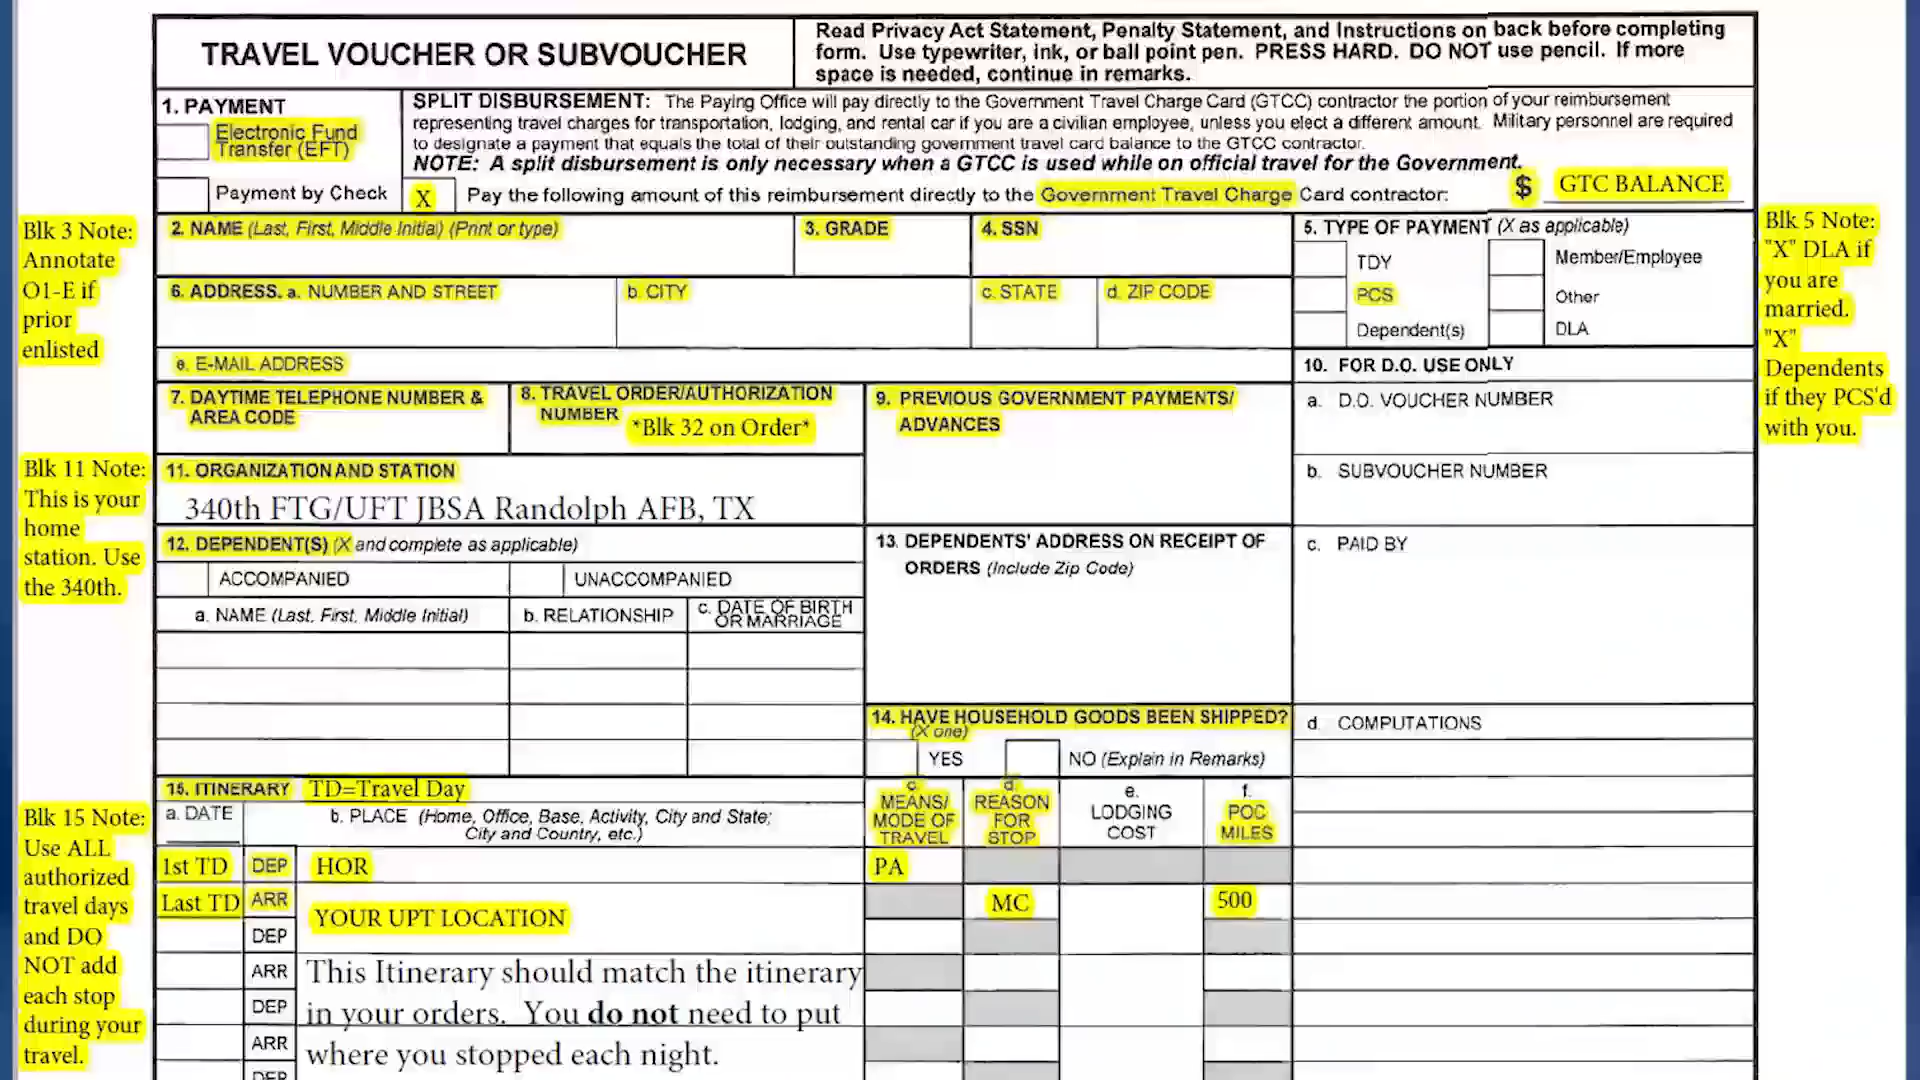 TRAVEL VOUCHER OR SUBVOUCHER
Read Privacy Act Statement, Penalty Statement, and Instructions on back before completing
form. Use typewriter, ink, or ball point pen. PRESS HARD. DO NOT use pencil. If more
space is needed, continue in remarks.
1. PAYMENT
Electronic Fund
Transfer (EFT)
Payment by Check
SPLIT DISBURSEMENT: The Paying Office will pay directly to the Government Travel Charge Card (GTCC) contractor the portion of your reimbursement
representing travel charges for transportation, lodging, and rental car if you are a civilian employee, unless you elect a different amount. Military personnel are required
to designate a payment that equals the total of their outstanding government travel card balance to the GTCC contractor.
NOTE: A split disbursement is only necessary when a GTCC is used while on official travel for the Government.
X Pay the following amount of this reimbursement directly to the Government Travel Charge Card contractor: $ GTC BALANCE
Blk 3 Note:
Annotate
O1-E if
prior
enlisted
2. NAME (Last, First, Middle Initial) (Print or type)
3. GRADE
4. SSN
5. TYPE OF PAYMENT (X as applicable)
TDY
Member/Employee
PCS
Other
Dependent(s)
DLA
Blk 5 Note:
"X" DLA if
you are
married.
"X"
Dependents
if they PCS'd
with you.
6. ADDRESS. a. NUMBER AND STREET
b. CITY
c. STATE
d. ZIP CODE
e. E-MAIL ADDRESS
10. FOR D.O. USE ONLY
7. DAYTIME TELEPHONE NUMBER &
AREA CODE
8. TRAVEL ORDER/AUTHORIZATION
NUMBER
*Blk 32 on Order*
9. PREVIOUS GOVERNMENT PAYMENTS/
ADVANCES
a. D.O. VOUCHER NUMBER
b. SUBVOUCHER NUMBER
Blk 11 Note:
This is your
home
station. Use
the 340th.
11. ORGANIZATION AND STATION
340th FTG/UFT JBSA Randolph AFB, TX
12. DEPENDENT(S) (X and complete as applicable)
ACCOMPANIED
UNACCOMPANIED
a. NAME (Last, First, Middle Initial)
b. RELATIONSHIP
c. DATE OF BIRTH
OR MARRIAGE
13. DEPENDENTS' ADDRESS ON RECEIPT OF
ORDERS (Include Zip Code)
c. PAID BY
14. HAVE HOUSEHOLD GOODS BEEN SHIPPED?
(X one)
YES
NO (Explain in Remarks)
d. COMPUTATIONS
Blk 15 Note:
Use ALL
authorized
travel days
and DO
NOT add
each stop
during your
travel.
15. ITINERARY TD=Travel Day
a. DATE
b. PLACE (Home, Office, Base, Activity, City and State;
City and Country, etc.)
c.
MEANS/
MODE OF
TRAVEL
d.
REASON
FOR
STOP
e.
LODGING
COST
f.
POC
MILES
1st TD DEP HOR PA
Last TD ARR MC 500
YOUR UPT LOCATION
DEP
ARR This Itinerary should match the itinerary
DEP in your orders. You do not need to put
ARR where you stopped each night.
DEP